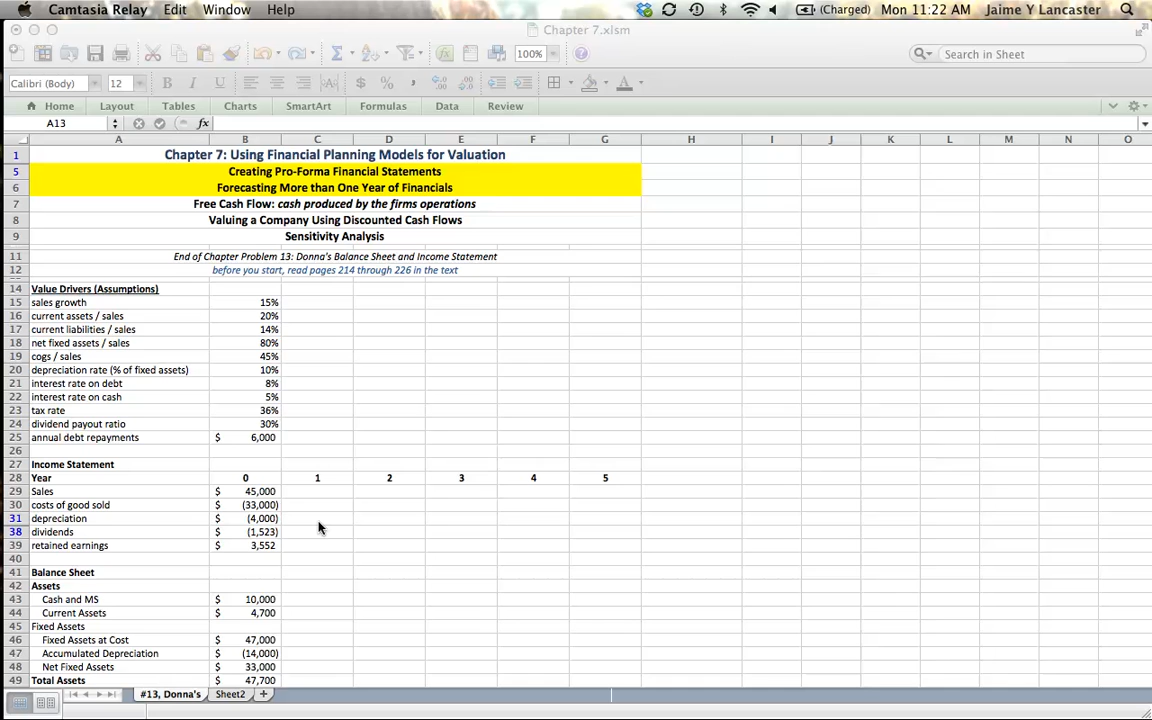 Camtasia Relay Edit Window Help (Charged) Mon 11:22 AM Jaime Y Lancaster
Chapter 7.xlsm
100% Search in Sheet
Calibri (Body) 12 B I U ABC $ % A
Home Layout Tables Charts SmartArt Formulas Data Review
A13 fx
A B C D E F G H I J K L M N O
1 Chapter 7: Using Financial Planning Models for Valuation
5 Creating Pro-Forma Financial Statements
6 Forecasting More than One Year of Financials
7 Free Cash Flow: cash produced by the firms operations
8 Valuing a Company Using Discounted Cash Flows
9 Sensitivity Analysis
11 End of Chapter Problem 13: Donna's Balance Sheet and Income Statement
12 before you start, read pages 214 through 226 in the text
14 Value Drivers (Assumptions)
15 sales growth 15%
16 current assets / sales 20%
17 current liabilities / sales 14%
18 net fixed assets / sales 80%
19 cogs / sales 45%
20 depreciation rate (% of fixed assets) 10%
21 interest rate on debt 8%
22 interest rate on cash 5%
23 tax rate 36%
24 dividend payout ratio 30%
25 annual debt repayments $ 6,000
26
27 Income Statement
28 Year 0 1 2 3 4 5
29 Sales $ 45,000
30 costs of good sold $ (33,000)
31 depreciation $ (4,000)
38 dividends $ (1,523)
39 retained earnings $ 3,552
40
41 Balance Sheet
42 Assets
43 Cash and MS $ 10,000
44 Current Assets $ 4,700
45 Fixed Assets
46 Fixed Assets at Cost $ 47,000
47 Accumulated Depreciation $ (14,000)
48 Net Fixed Assets $ 33,000
49 Total Assets $ 47,700
#13, Donna's Sheet2 +